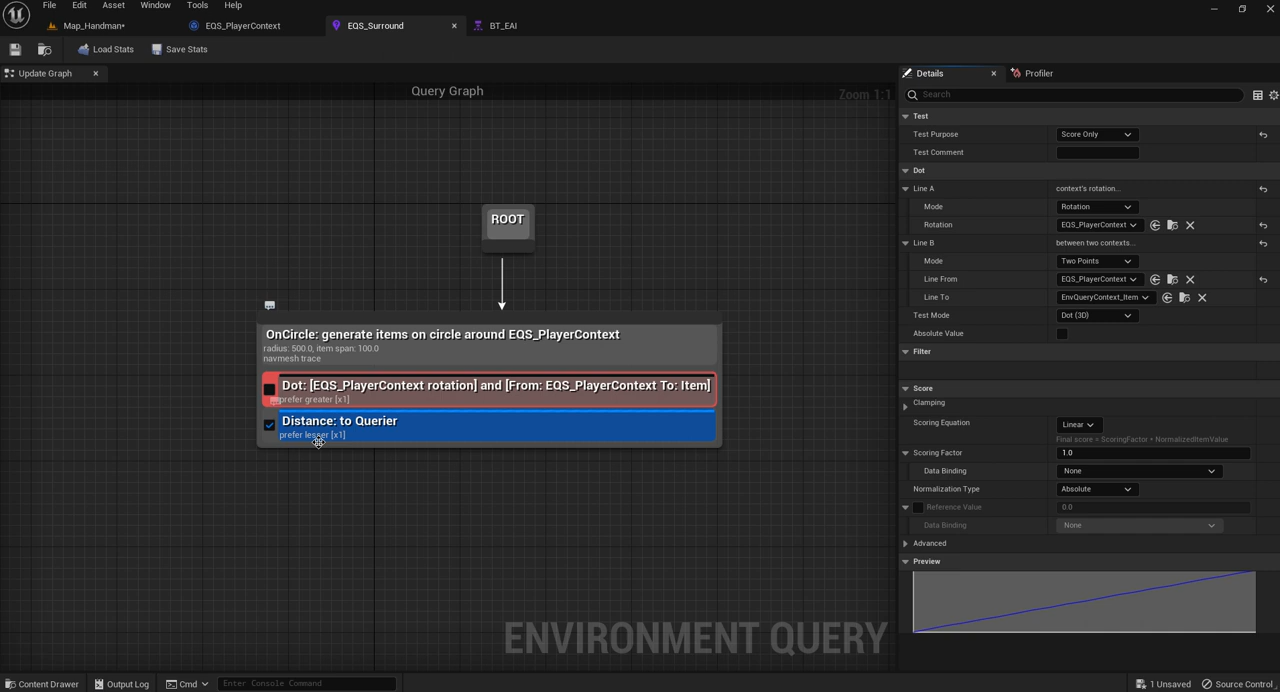 File Edit Asset Window Tools Help
Map_Handman* EQS_PlayerContext EQS_Surround BT_EAI
Load Stats Save Stats
Update Graph
Query Graph
Zoom 1:1
ROOT
OnCircle: generate items on circle around EQS_PlayerContext
radius: 500.0, item span: 100.0
navmesh trace
Dot: [EQS_PlayerContext rotation] and [From: EQS_PlayerContext To: Item]
prefer greater [x1]
Distance: to Querier
prefer lesser [x1]
ENVIRONMENT QUERY
Details Profiler
Search
Test
Test Purpose Score Only
Test Comment
Dot
Line A context's rotation...
Mode Rotation
Rotation EQS_PlayerContext
Line B between two contexts...
Mode Two Points
Line From EQS_PlayerContext
Line To EnvQueryContext_Item
Test Mode Dot (3D)
Absolute Value
Filter
Score
Clamping
Scoring Equation Linear
Final score = ScoringFactor * NormalizedItemValue
Scoring Factor 1.0
Data Binding None
Normalization Type Absolute
Reference Value 0.0
Data Binding None
Advanced
Preview
Content Drawer Output Log Cmd Enter Console Command 1 Unsaved Source Control